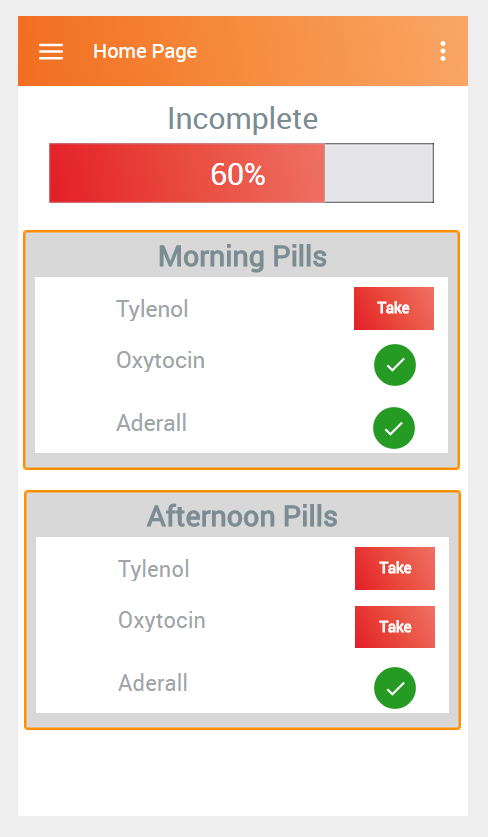 Home Page
Incomplete
60%
Morning Pills
Tylenol Take
Oxytocin
Aderall
Afternoon Pills
Tylenol Take
Oxytocin Take
Aderall